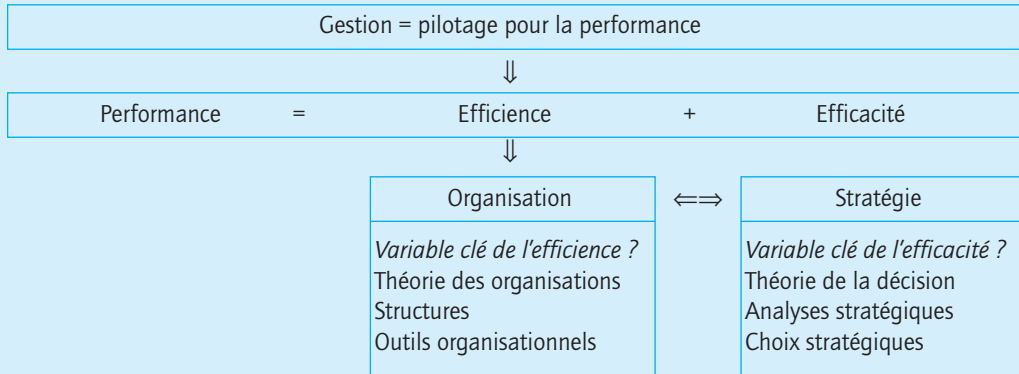 Gestion = pilotage pour la performance
⇓
Performance = Efficience + Efficacité
⇓
Organisation ⇐⇒ Stratégie
Variable clé de l'efficience ?
Théorie des organisations
Structures
Outils organisationnels
Variable clé de l'efficacité ?
Théorie de la décision
Analyses stratégiques
Choix stratégiques